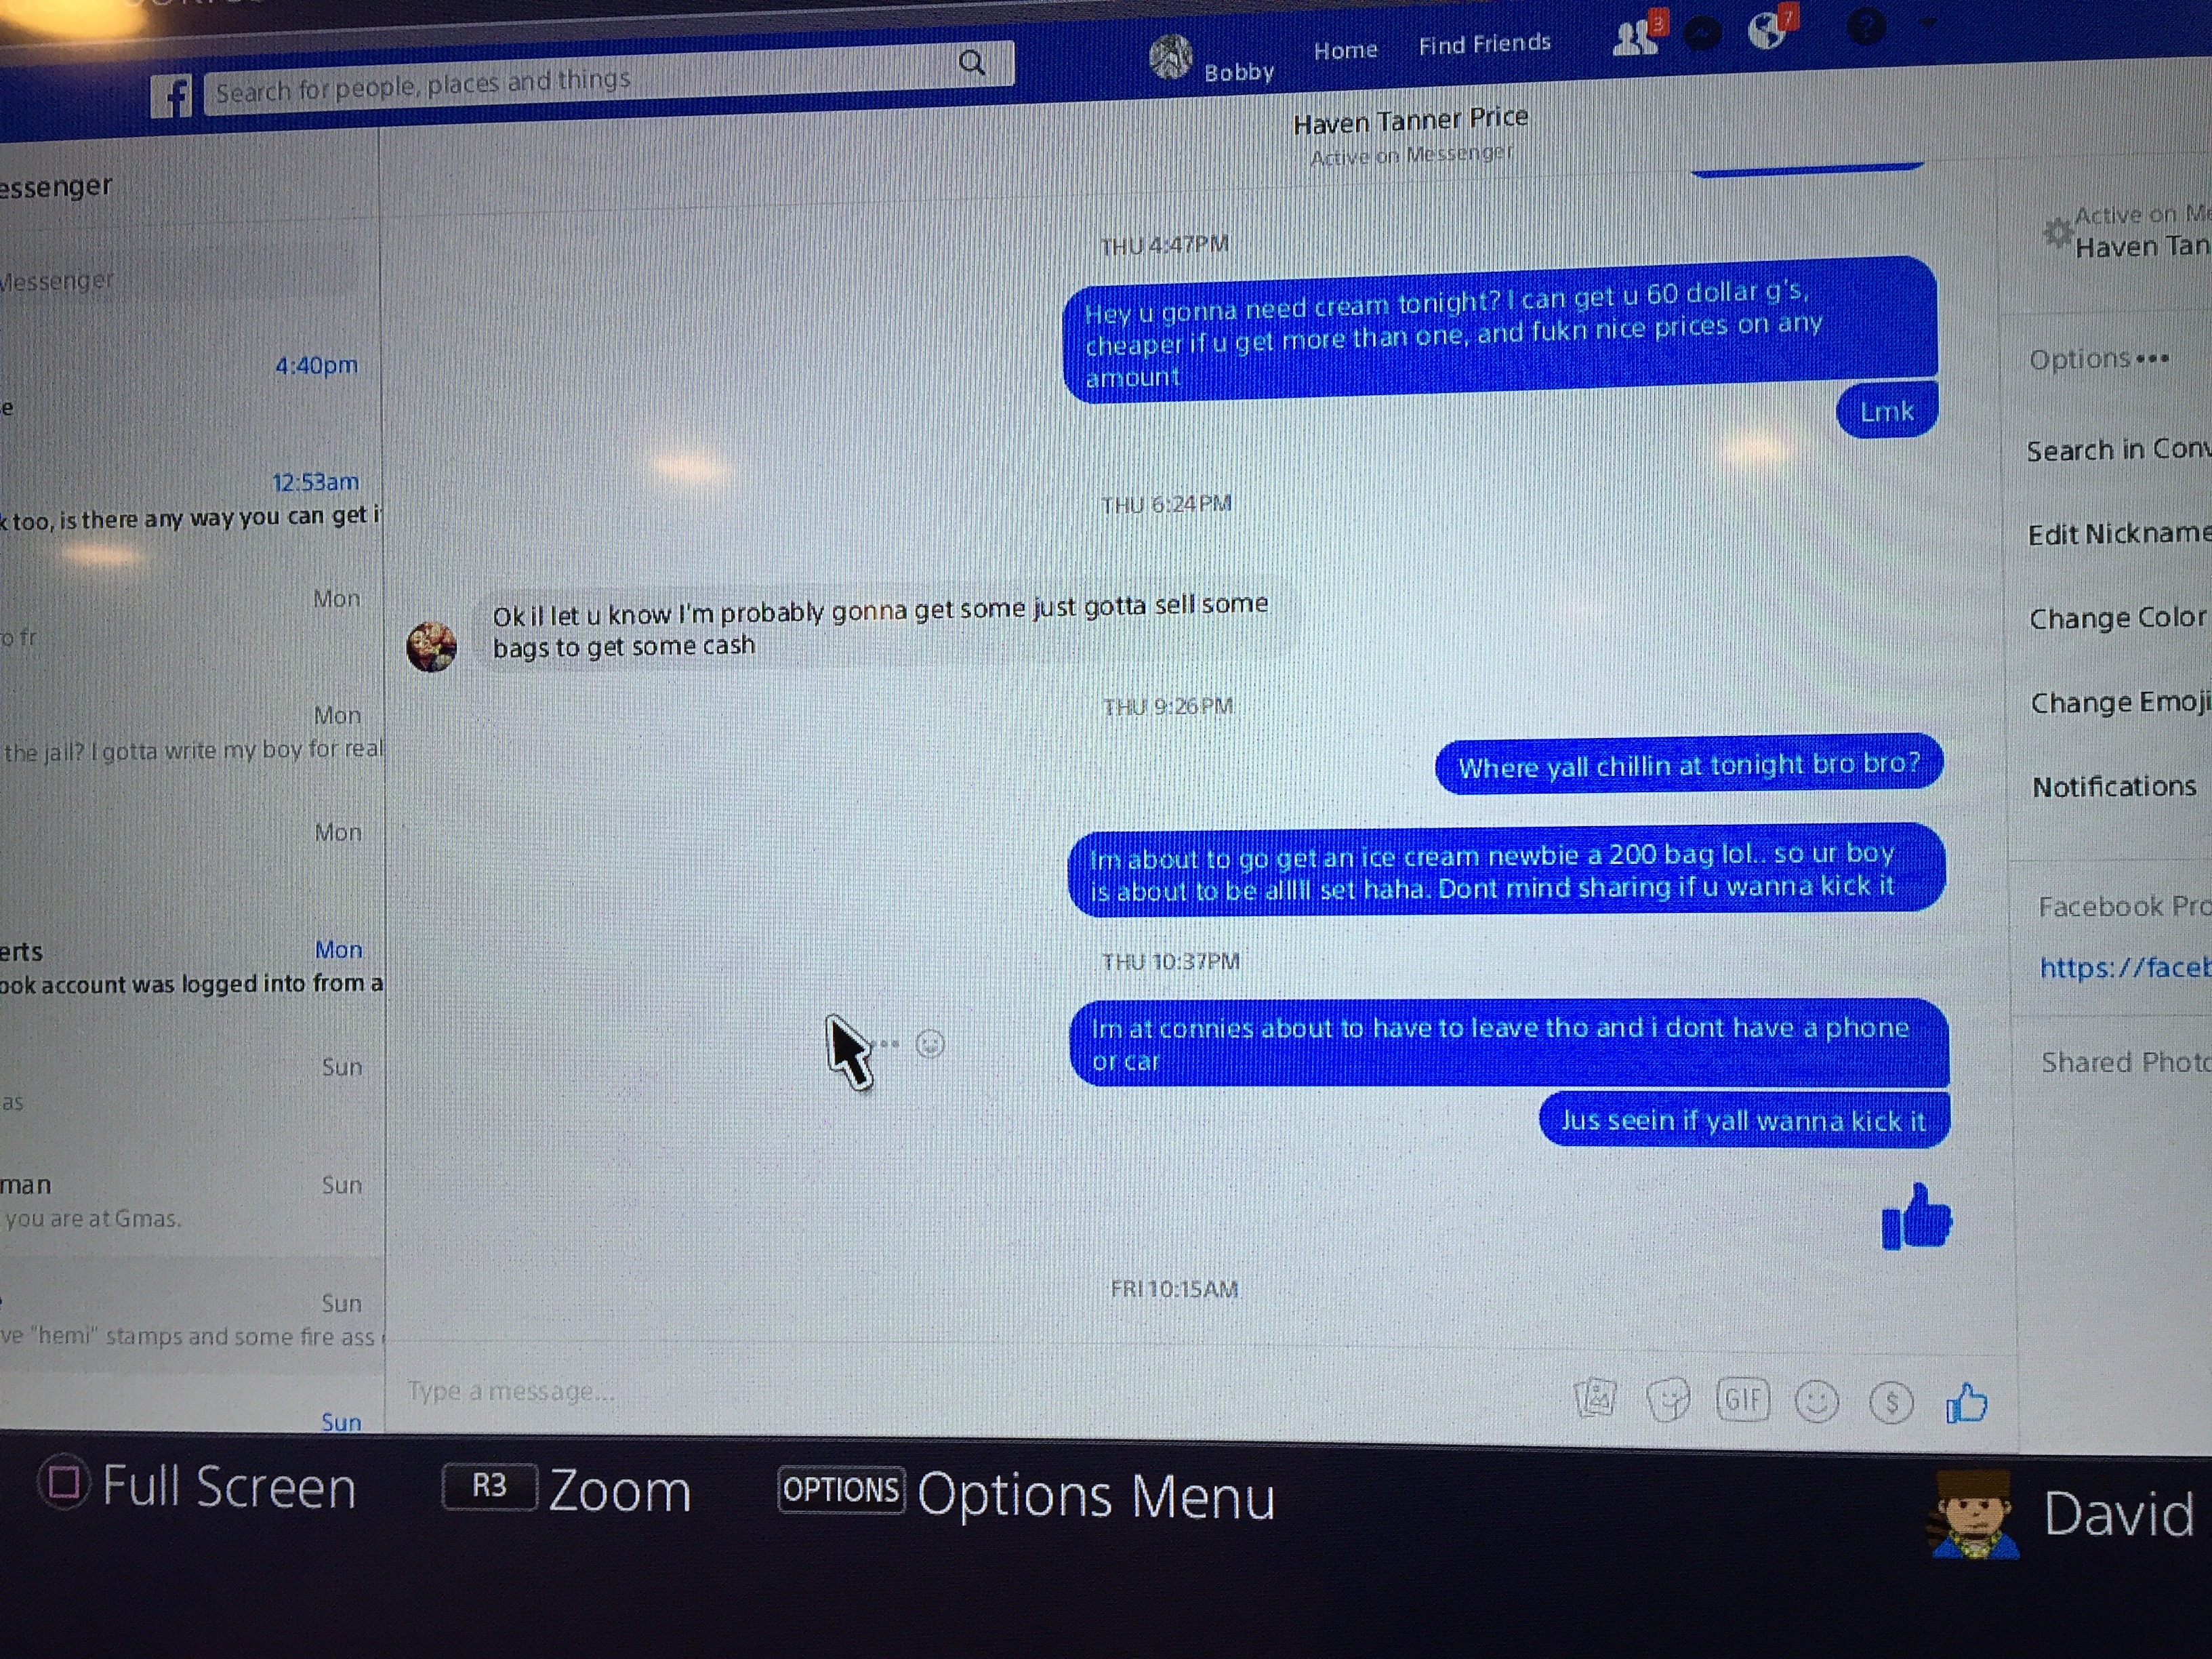 f
Search for people, places and things
Bobby
Home
Find Friends
3
7
?
Haven Tanner Price
Active on Messenger
essenger
Messenger
4:40pm
e
12:53am
k too, is there any way you can get i
Mon
o fr
Mon
the jail? I gotta write my boy for real
Mon
erts
Mon
ook account was logged into from a
Sun
as
man
Sun
you are at Gmas.
Sun
ve "hemi" stamps and some fire ass
Sun
THU 4:47PM
Hey u gonna need cream tonight? I can get u 60 dollar g's,
cheaper if u get more than one, and fukn nice prices on any
amount
Lmk
THU 6:24PM
Ok il let u know I'm probably gonna get some just gotta sell some
bags to get some cash
THU 9:26PM
Where yall chillin at tonight bro bro?
Im about to go get an ice cream newbie a 200 bag lol.. so ur boy
is about to be alllll set haha. Dont mind sharing if u wanna kick it
THU 10:37PM
Im at connies about to have to leave tho and i dont have a phone
or car
Jus seein if yall wanna kick it
FRI 10:15AM
Type a message...
GIF
$
Active on Me
Haven Tan
Options •••
Search in Conv
Edit Nickname
Change Color
Change Emoji
Notifications
Facebook Pro
https://faceb
Shared Photo
Full Screen
R3 Zoom
OPTIONS Options Menu
David